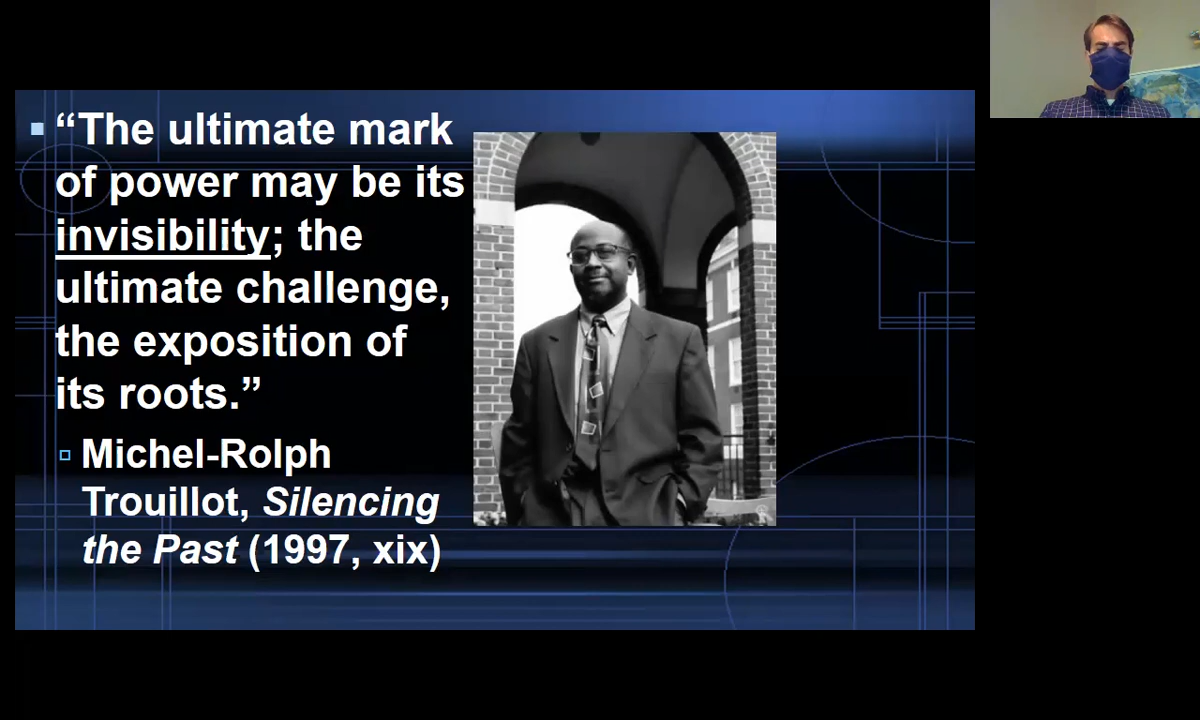 “The ultimate mark
of power may be its
invisibility; the
ultimate challenge,
the exposition of
its roots.”
Michel-Rolph
Trouillot, Silencing
the Past (1997, xix)